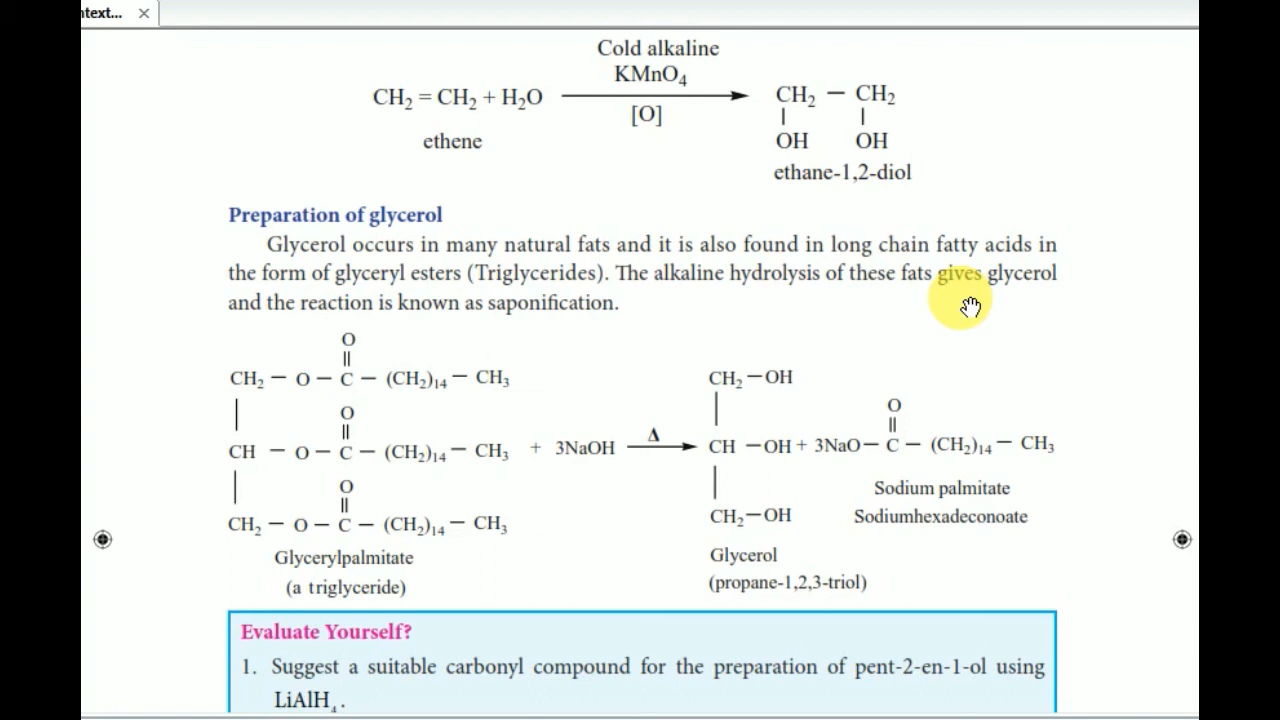 ntext...
Cold alkaline
KMnO₄
CH₂ = CH₂ + H₂O
[O]
CH₂ — CH₂
| |
OH OH
ethene
ethane-1,2-diol
Preparation of glycerol
Glycerol occurs in many natural fats and it is also found in long chain fatty acids in
the form of glyceryl esters (Triglycerides). The alkaline hydrolysis of these fats gives glycerol
and the reaction is known as saponification.
O
||
CH₂ — O — C — (CH₂)₁₄ — CH₃
| O
||
CH — O — C — (CH₂)₁₄ — CH₃ + 3NaOH
| O
||
CH₂ — O — C — (CH₂)₁₄ — CH₃
Glycerylpalmitate
(a triglyceride)
Δ
CH₂—OH
| O
||
CH —OH + 3NaO— C — (CH₂)₁₄ — CH₃
|
CH₂—OH
Sodium palmitate
Sodiumhexadeconoate
Glycerol
(propane-1,2,3-triol)
Evaluate Yourself?
1. Suggest a suitable carbonyl compound for the preparation of pent-2-en-1-ol using
LiAlH₄.